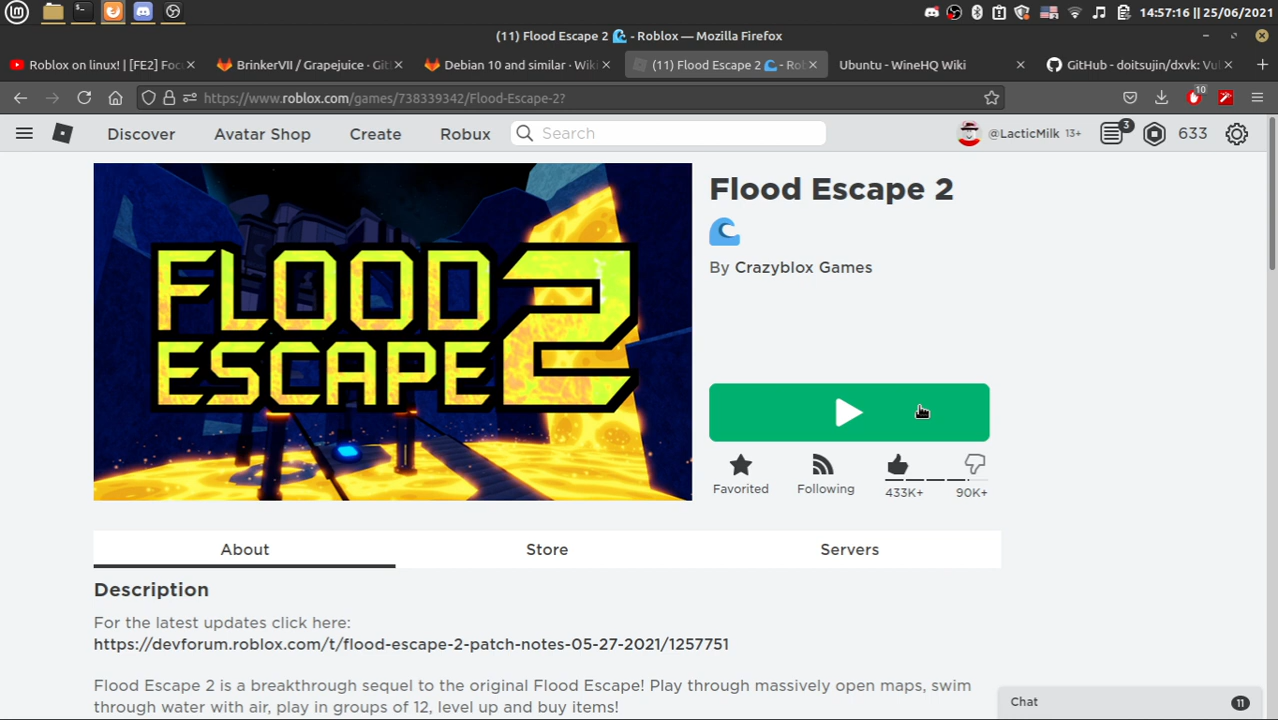 14:57:16 || 25/06/2021
(11) Flood Escape 2 🌊 - Roblox — Mozilla Firefox
Roblox on linux! | [FE2] Foc
BrinkerVII / Grapejuice · Git
Debian 10 and similar · Wiki
(11) Flood Escape 2 🌊 - Rob
Ubuntu - WineHQ Wiki
GitHub - doitsujin/dxvk: Vul
https://www.roblox.com/games/738339342/Flood-Escape-2?
10
Discover
Avatar Shop
Create
Robux
Search
@LacticMilk 13+
3
633
FLOOD
ESCAPE 2
Flood Escape 2
🌊
By Crazyblox Games
Favorited
Following
433K+
90K+
About
Store
Servers
Description
For the latest updates click here:
https://devforum.roblox.com/t/flood-escape-2-patch-notes-05-27-2021/1257751
Flood Escape 2 is a breakthrough sequel to the original Flood Escape! Play through massively open maps, swim
through water with air, play in groups of 12, level up and buy items!
Chat
11